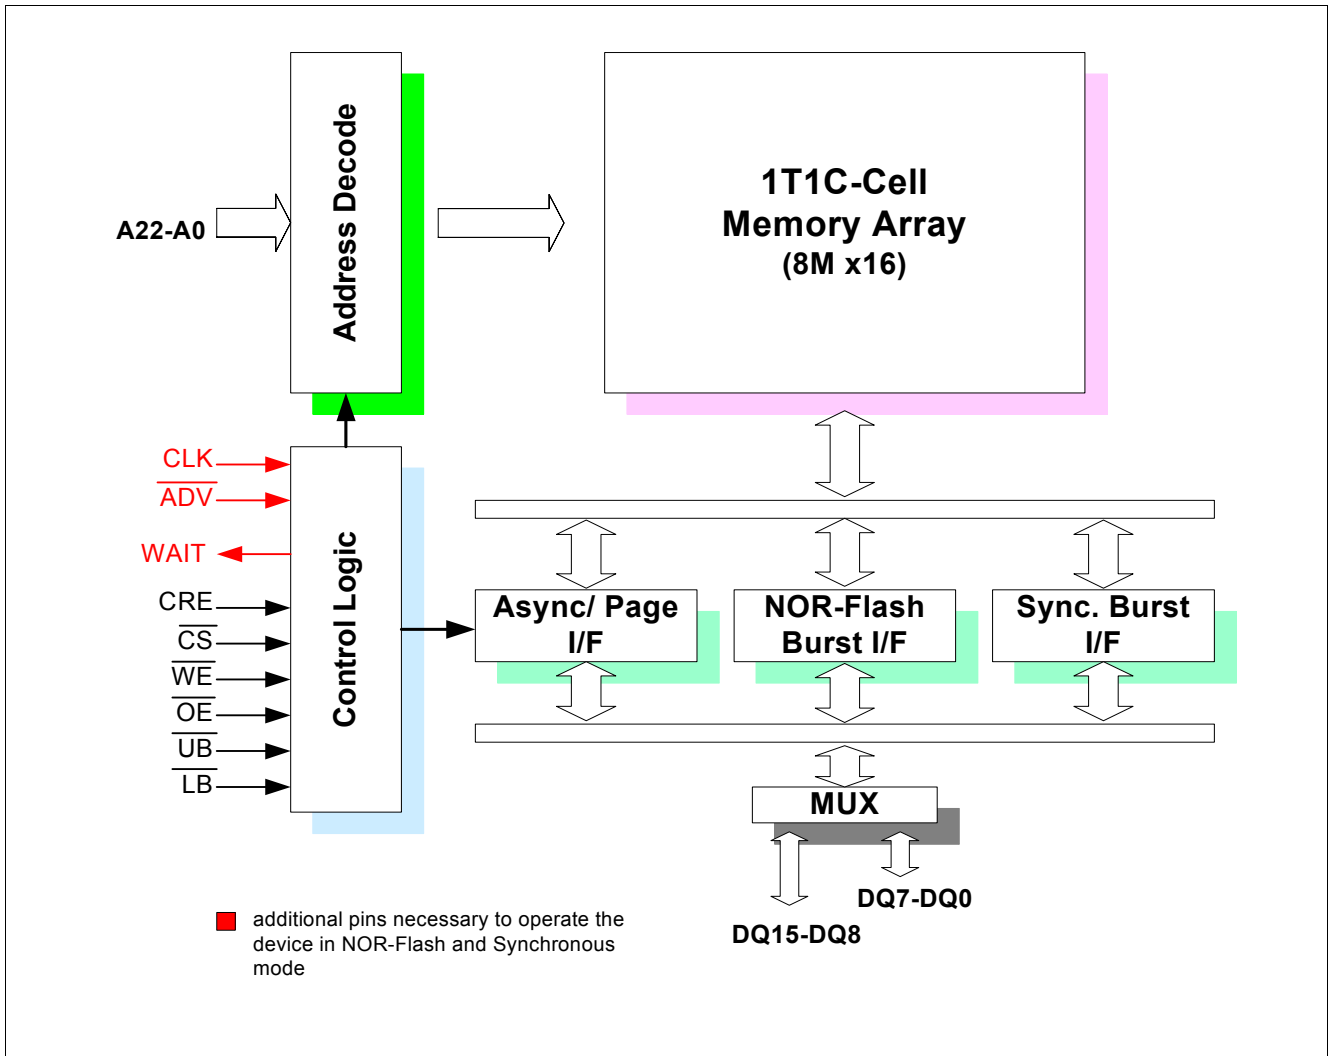 Address Decode
1T1C-Cell
Memory Array
(8M x16)
A22-A0
CLK
ADV
WAIT
CRE
CS
WE
OE
UB
LB
Control Logic
Async/ Page
I/F
NOR-Flash
Burst I/F
Sync. Burst
I/F
MUX
DQ7-DQ0
DQ15-DQ8
additional pins necessary to operate the
device in NOR-Flash and Synchronous
mode